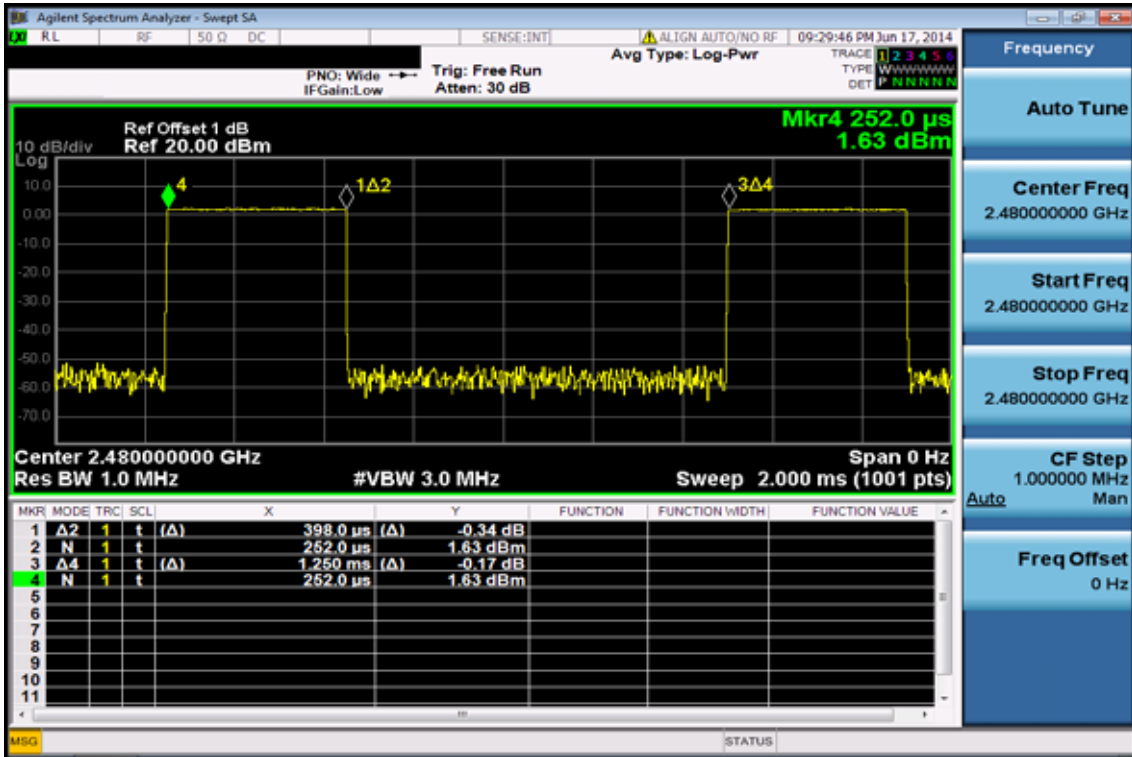 Agilent Spectrum Analyzer - Swept SA
RL RF 50 Ω DC SENSE:INT ALIGN AUTO/NO RF 09:29:46 PM Jun 17, 2014
PNO: Wide Trig: Free Run Avg Type: Log-Pwr TRACE 1 2 3 4 5 6
IFGain:Low Atten: 30 dB TYPE WWWWWWW
DET P N N N N N
Mkr4 252.0 µs
1.63 dBm
Ref Offset 1 dB
10 dB/div Ref 20.00 dBm
Log
10.0
0.00
-10.0
-20.0
-30.0
-40.0
-50.0
-60.0
-70.0
4 1Δ2 3Δ4
Center 2.480000000 GHz Span 0 Hz
Res BW 1.0 MHz #VBW 3.0 MHz Sweep 2.000 ms (1001 pts)
MKR MODE TRC SCL X Y FUNCTION FUNCTION WIDTH FUNCTION VALUE
1 Δ2 1 t (Δ) 398.0 µs (Δ) -0.34 dB
2 N 1 t 252.0 µs 1.63 dBm
3 Δ4 1 t (Δ) 1.250 ms (Δ) -0.17 dB
4 N 1 t 252.0 µs 1.63 dBm
5
6
7
8
9
10
11
MSG STATUS
Frequency
Auto Tune
Center Freq
2.480000000 GHz
Start Freq
2.480000000 GHz
Stop Freq
2.480000000 GHz
CF Step
1.000000 MHz
Auto Man
Freq Offset
0 Hz